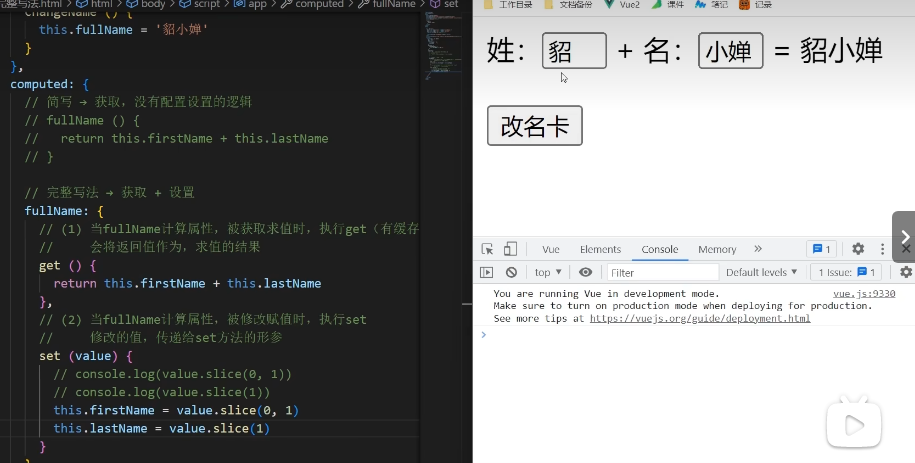 完整写法.html > html > body > script > app > computed > fullName > set
changeName () {
this.fullName = '貂小婵'
}
},
computed: {
// 简写 → 获取，没有配置设置的逻辑
// fullName () {
//   return this.firstName + this.lastName
// }
// 完整写法 → 获取 + 设置
fullName: {
// (1) 当fullName计算属性，被获取求值时，执行get（有缓存
//     会将返回值作为，求值的结果
get () {
return this.firstName + this.lastName
},
// (2) 当fullName计算属性，被修改赋值时，执行set
//     修改的值，传递给set方法的形参
set (value) {
// console.log(value.slice(0, 1))
// console.log(value.slice(1))
this.firstName = value.slice(0, 1)
this.lastName = value.slice(1)
}
工作目录 文档备份 Vue2 课件 笔记 记录
姓： 貂 + 名： 小婵 = 貂小婵
改名卡
Vue Elements Console Memory » 1
top ▼ Filter Default levels ▼ 1 Issue: 1
You are running Vue in development mode. vue.js:9330
Make sure to turn on production mode when deploying for production.
See more tips at https://vuejs.org/guide/deployment.html